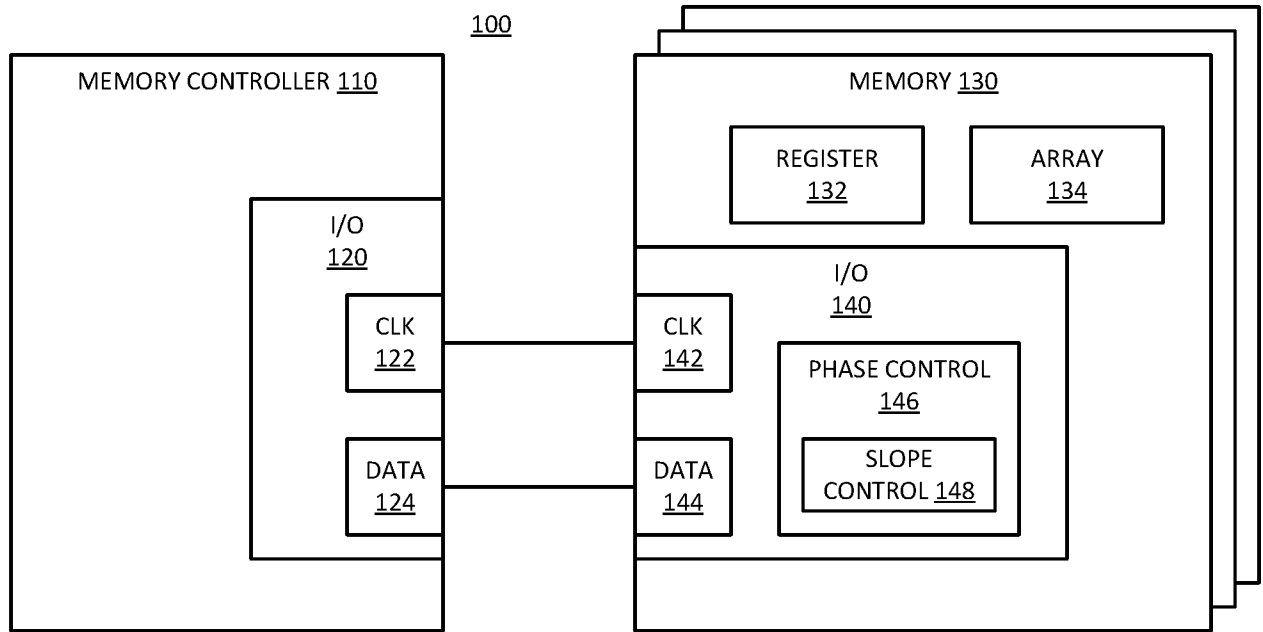 100
MEMORY CONTROLLER 110
I/O
120
CLK
122
DATA
124
MEMORY 130
REGISTER
132
ARRAY
134
I/O
140
CLK
142
DATA
144
PHASE CONTROL
146
SLOPE
CONTROL 148